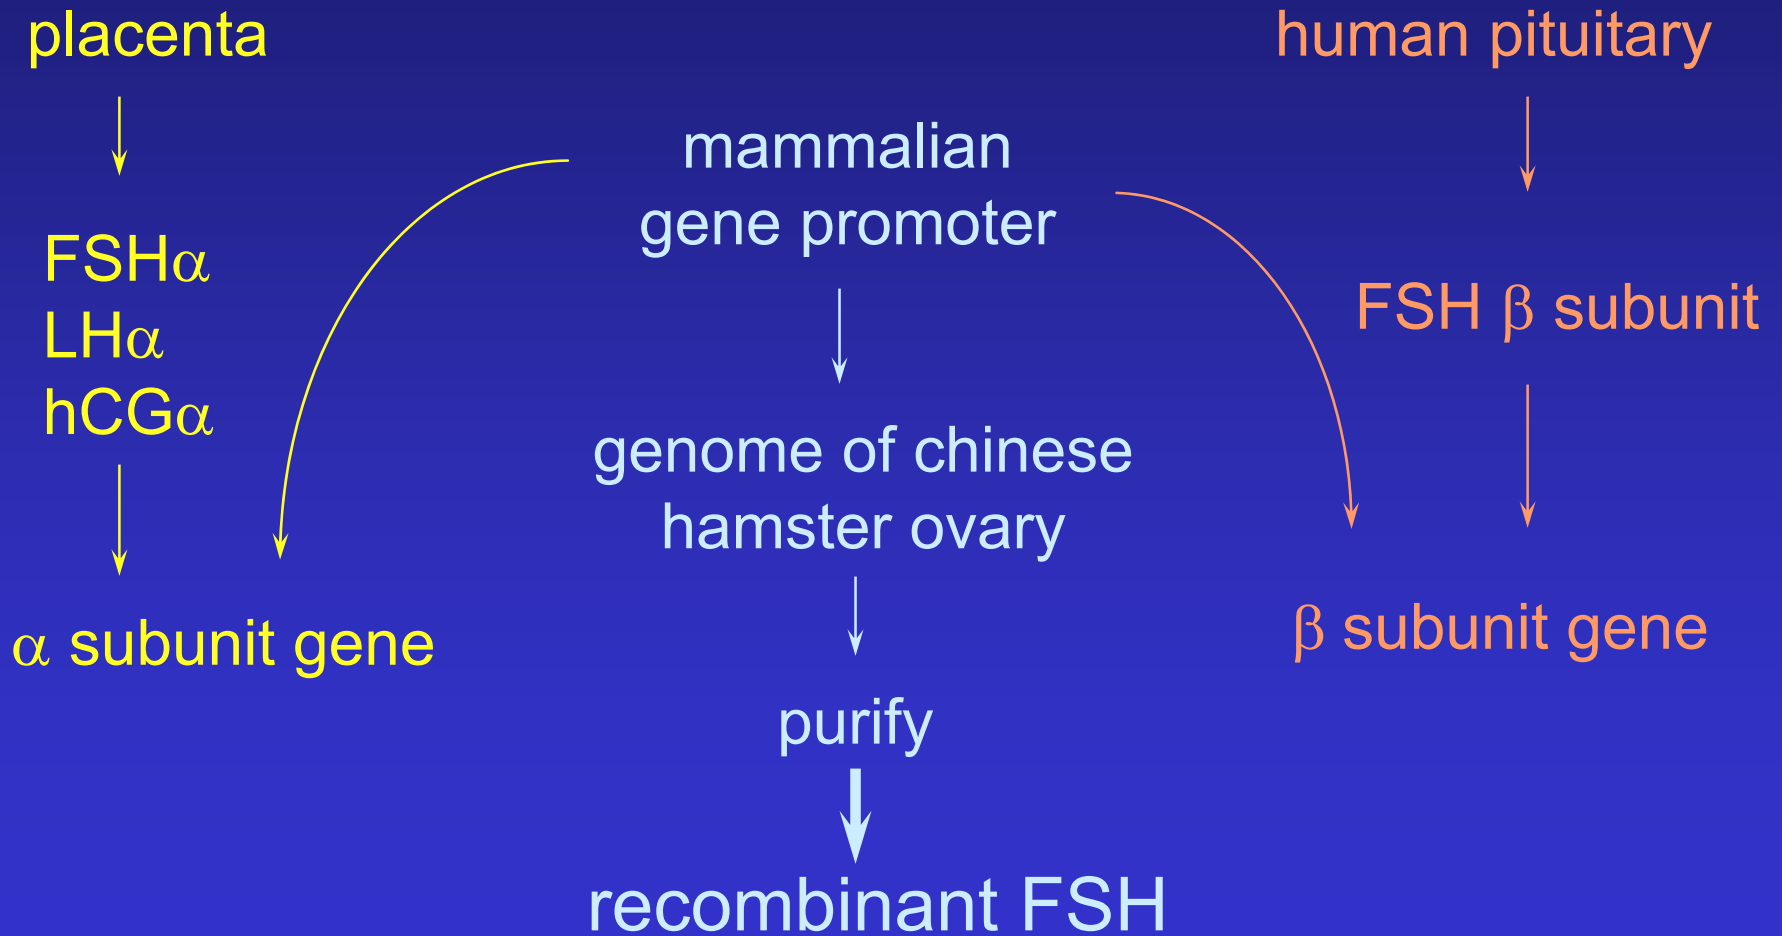 placenta
FSHα
LHα
hCGα
α subunit gene
mammalian
gene promoter
genome of chinese
hamster ovary
purify
recombinant FSH
human pituitary
FSH β subunit
β subunit gene